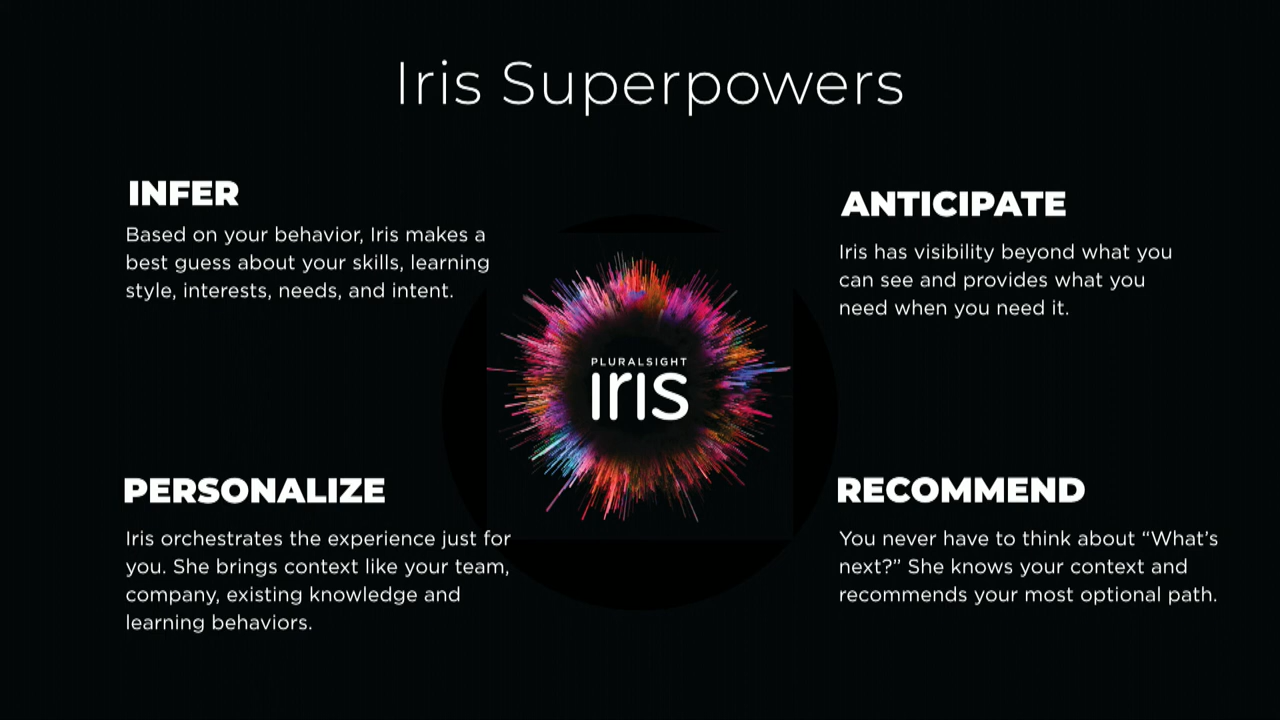 Iris Superpowers
INFER
Based on your behavior, Iris makes a
best guess about your skills, learning
style, interests, needs, and intent.
ANTICIPATE
Iris has visibility beyond what you
can see and provides what you
need when you need it.
PLURALSIGHT
iris
PERSONALIZE
Iris orchestrates the experience just for
you. She brings context like your team,
company, existing knowledge and
learning behaviors.
RECOMMEND
You never have to think about “What’s
next?” She knows your context and
recommends your most optional path.